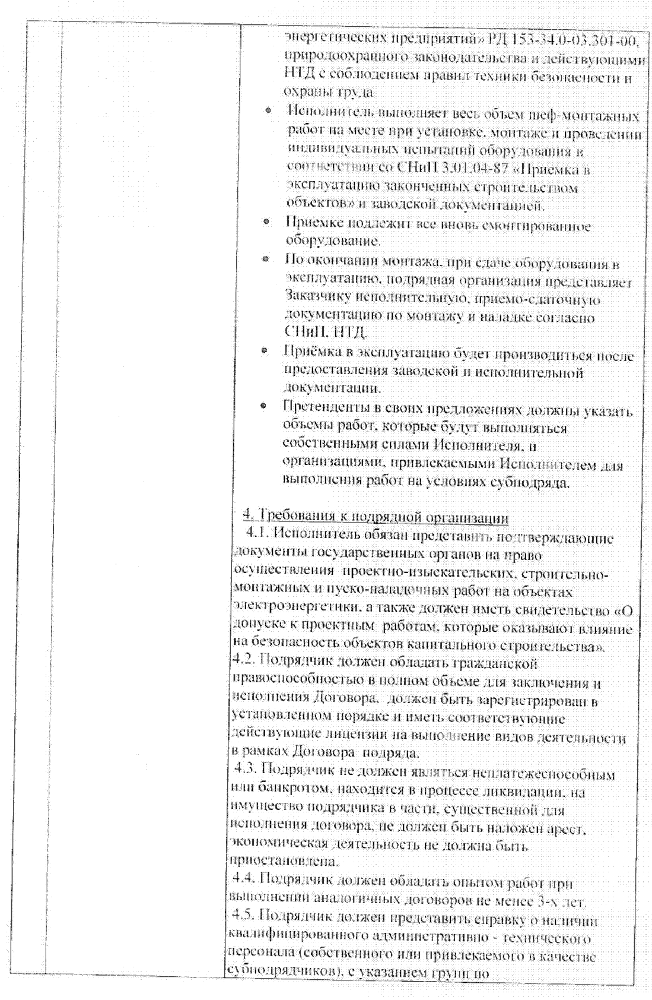 энергетических предприятий» РД 153-34.0-03.301-00,
природоохранного законодательства и действующими
НТД с соблюдением правил техники безопасности и
охраны труда
• Исполнитель выполняет весь объем шеф-монтажных
работ на месте при установке, монтаже и проведении
индивидуальных испытаний оборудования в
соответствии со СНиП 3.01.04-87 «Приемка в
эксплуатацию законченных строительством
объектов» и заводской документацией.
• Приемке подлежит все вновь смонтированное
оборудование.
• По окончании монтажа, при сдаче оборудования в
эксплуатацию, подрядная организация представляет
Заказчику исполнительную, приемо-сдаточную
документацию по монтажу и наладке согласно
СНиП, НТД.
• Приёмка в эксплуатацию будет производиться после
предоставления заводской и исполнительной
документации.
• Претенденты в своих предложениях должны указать
объемы работ, которые будут выполняться
собственными силами Исполнителя, и
организациями, привлекаемыми Исполнителем для
выполнения работ на условиях субподряда.
4. Требования к подрядной организации
4.1. Исполнитель обязан представить подтверждающие
документы государственных органов на право
осуществления проектно-изыскательских, строительно-
монтажных и пуско-наладочных работ на объектах
электроэнергетики, а также должен иметь свидетельство «О
допуске к проектным работам, которые оказывают влияние
на безопасность объектов капитального строительства».
4.2. Подрядчик должен обладать гражданской
правоспособностью в полном объеме для заключения и
исполнения Договора, должен быть зарегистрирован в
установленном порядке и иметь соответствующие
действующие лицензии на выполнение видов деятельности
в рамках Договора подряда.
4.3. Подрядчик не должен являться неплатежеспособным
или банкротом, находится в процессе ликвидации, на
имущество подрядчика в части, существенной для
исполнения договора, не должен быть наложен арест,
экономическая деятельность не должна быть
приостановлена.
4.4. Подрядчик должен обладать опытом работ при
выполнении аналогичных договоров не менее 3-х лет.
4.5. Подрядчик должен представить справку о наличии
квалифицированного административно - технического
персонала (собственного или привлекаемого в качестве
субподрядчиков), с указанием групп по